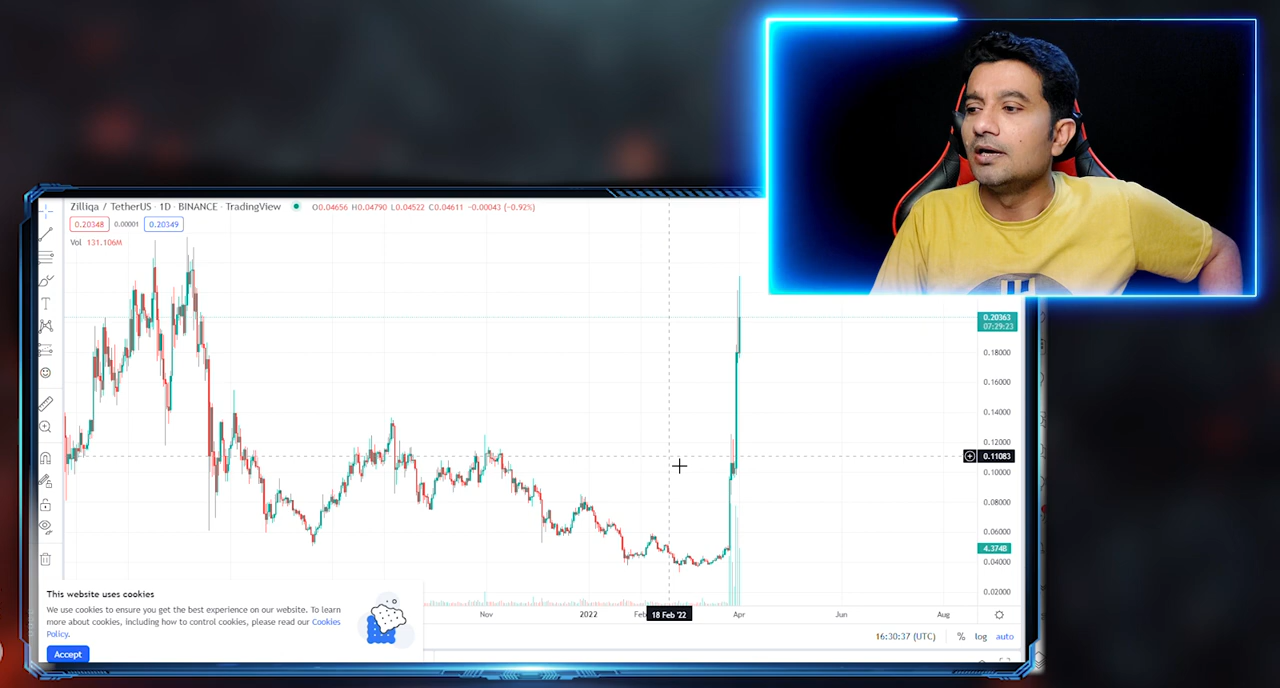 Zilliqa / TetherUS · 1D · BINANCE · TradingView O0.04656 H0.04790 L0.04522 C0.04611 −0.00043 (−0.92%)
0.20348 0.00001 0.20349
Vol 131.106M
0.20363
07:29:23
0.18000
0.16000
0.14000
0.12000
0.11083
0.10000
0.08000
0.06000
4.374B
0.04000
0.02000
Nov 2022 Feb 18 Feb '22 Apr Jun Aug
This website uses cookies
We use cookies to ensure you get the best experience on our website. To learn
more about cookies, including how to control cookies, please read our Cookies
Policy.
Accept
16:30:37 (UTC) % log auto